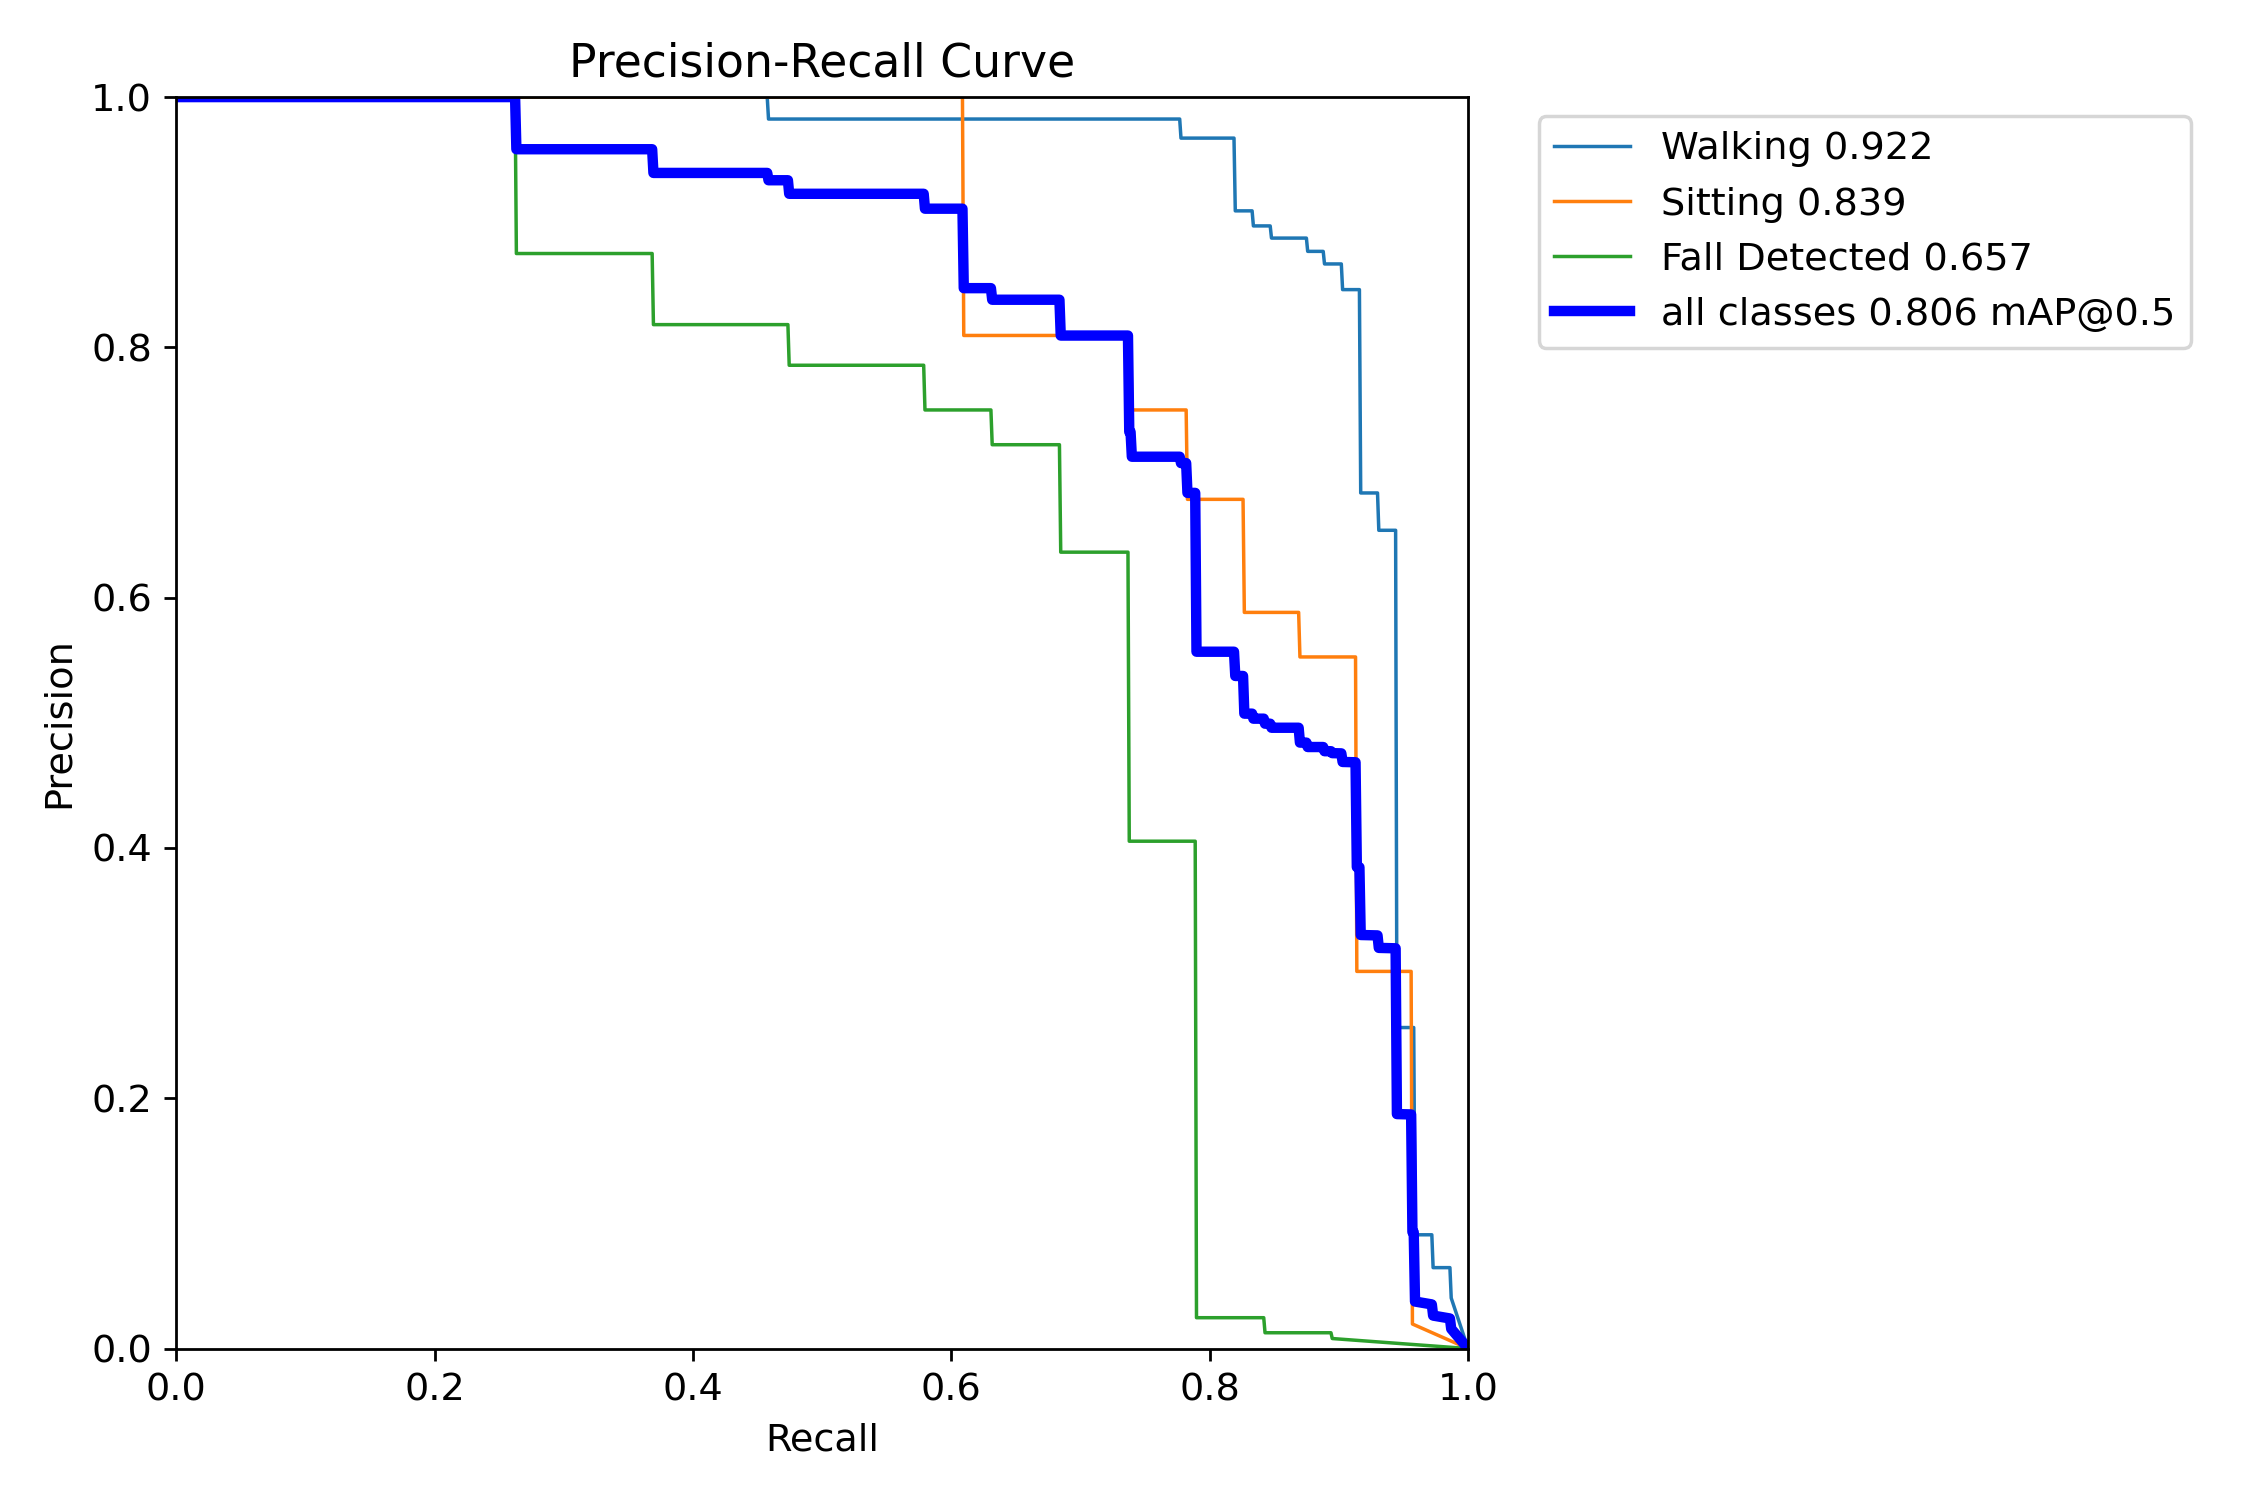 Precision-Recall Curve
1.0
0.8
0.6
0.4
0.2
0.0
Precision
0.0 0.2 0.4 0.6 0.8 1.0
Recall
Walking 0.922
Sitting 0.839
Fall Detected 0.657
all classes 0.806 mAP@0.5